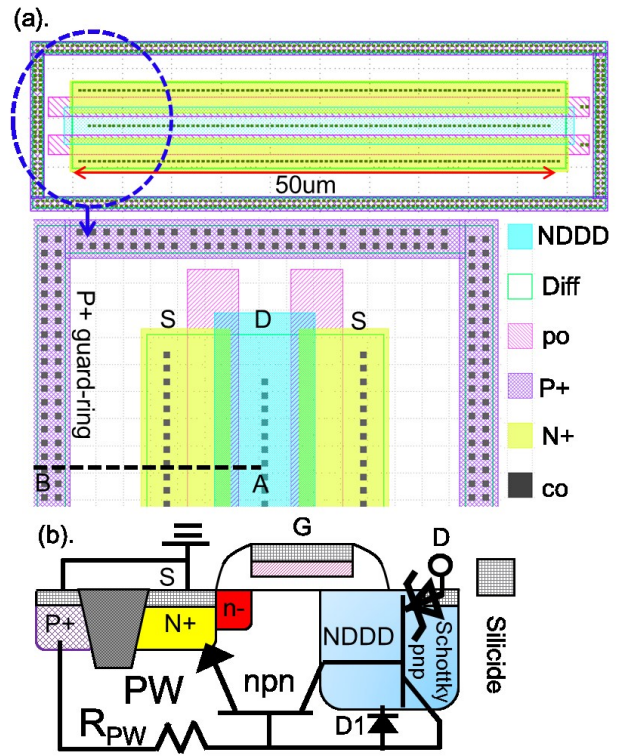 (a).
50um
S
D
S
P+ guard-ring
B
A
NDDD
Diff
po
P+
N+
co
(b).
G
D
S
P+
N+
n-
NDDD
Schottky
pnp
PW
npn
RPW
D1
Silicide